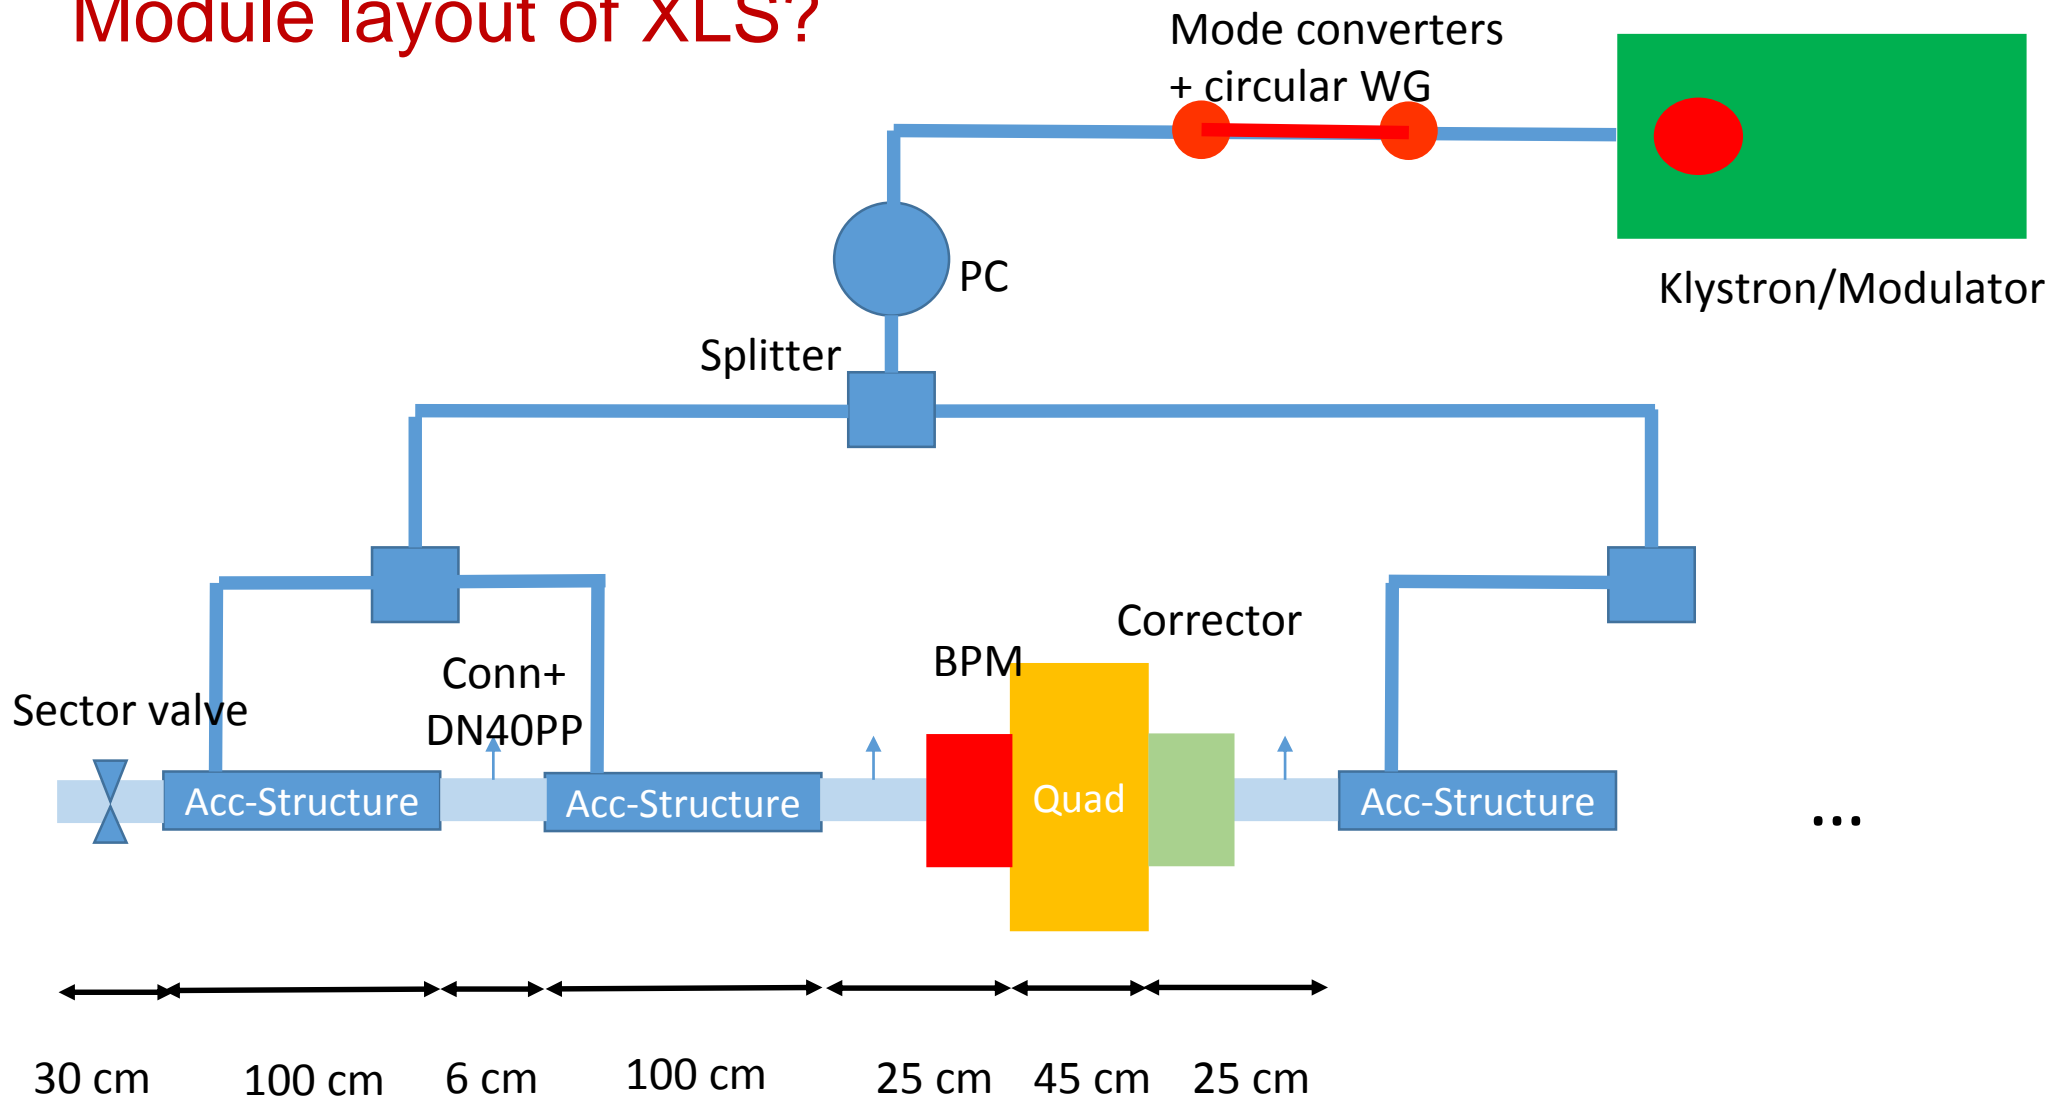 Module layout of XLS?
Mode converters
+ circular WG
PC
Klystron/Modulator
Splitter
Corrector
BPM
Conn+
DN40PP
Sector valve
Acc-Structure
Acc-Structure
Quad
Acc-Structure
...
30 cm
100 cm
6 cm
100 cm
25 cm
45 cm
25 cm